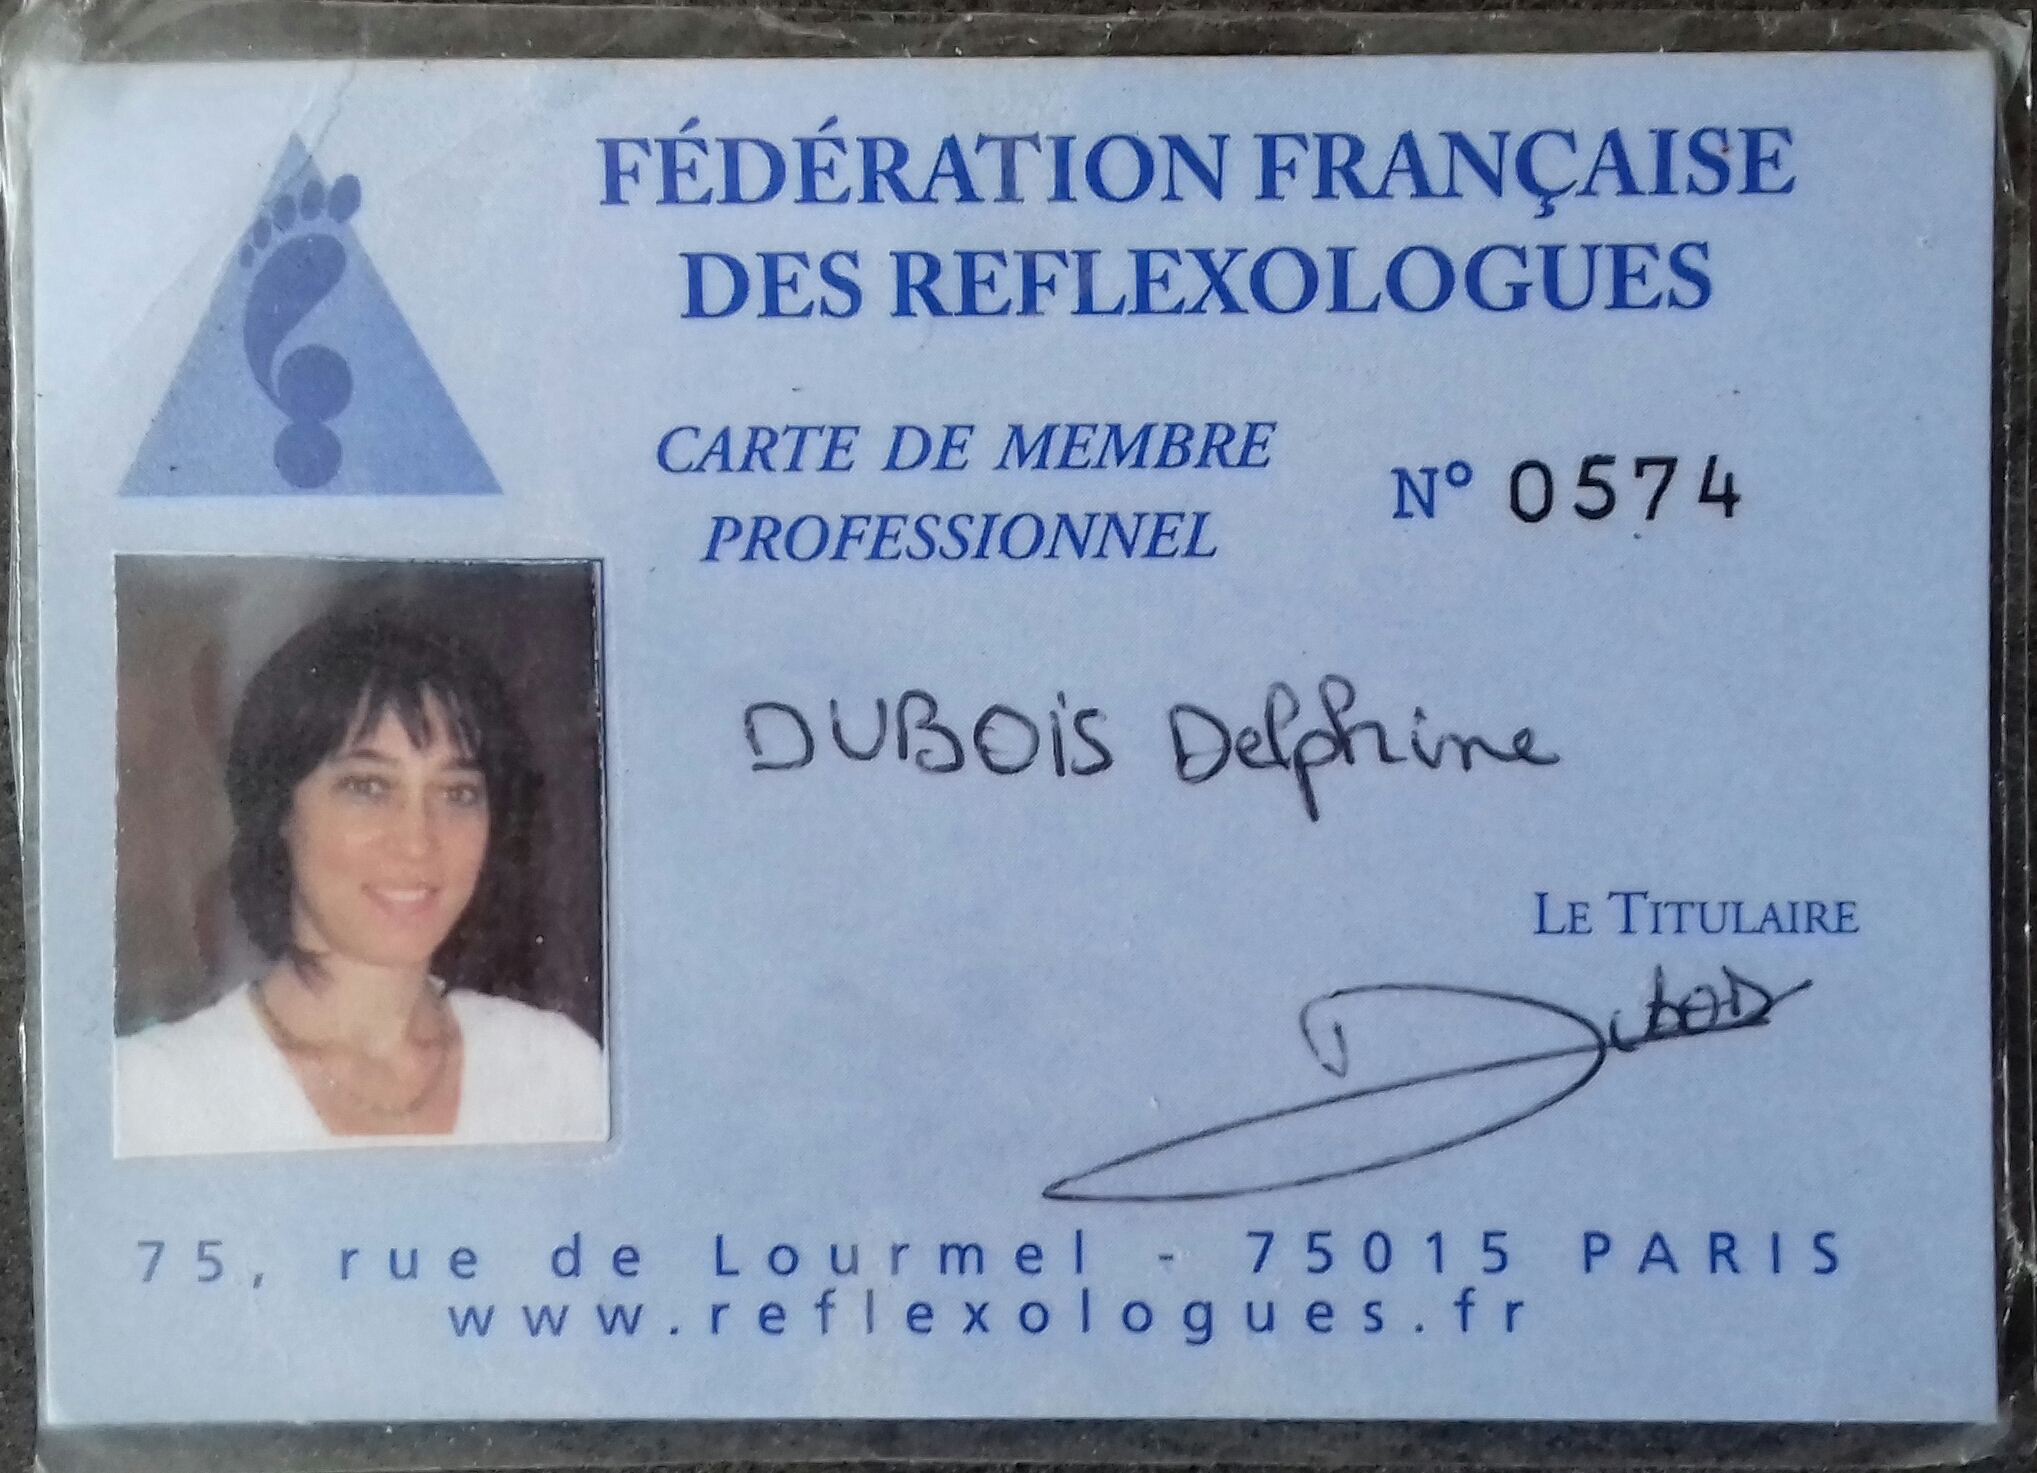 FÉDÉRATION FRANÇAISE
DES REFLEXOLOGUES
CARTE DE MEMBRE
PROFESSIONNEL
N° 0574
DUBOIS Delphine
LE TITULAIRE
Dubois
75, rue de Lourmel - 75015 PARIS
www.reflexologues.fr